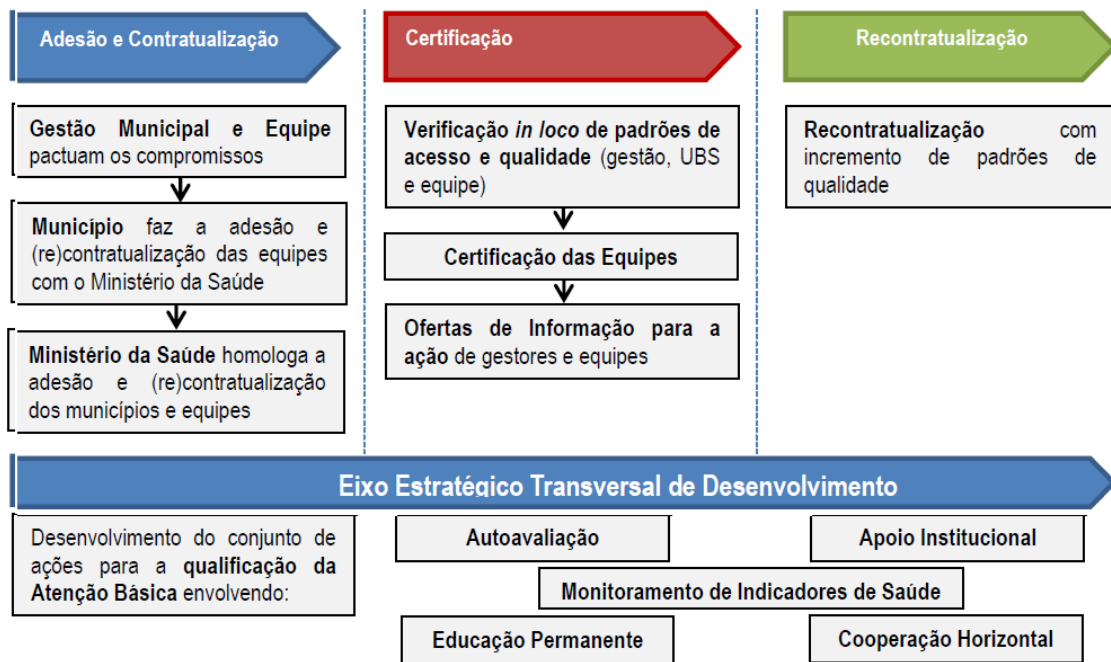 Adesão e Contratualização
Gestão Municipal e Equipe
pactuam os compromissos
Município faz a adesão e
(re)contratualização das equipes
com o Ministério da Saúde
Ministério da Saúde homologa a
adesão e (re)contratualização
dos municípios e equipes
Certificação
Verificação in loco de padrões de
acesso e qualidade (gestão, UBS
e equipe)
Certificação das Equipes
Ofertas de Informação para a
ação de gestores e equipes
Recontratualização
Recontratualização com
incremento de padrões de
qualidade
Eixo Estratégico Transversal de Desenvolvimento
Desenvolvimento do conjunto de
ações para a qualificação da
Atenção Básica envolvendo:
Autoavaliação
Apoio Institucional
Monitoramento de Indicadores de Saúde
Educação Permanente
Cooperação Horizontal